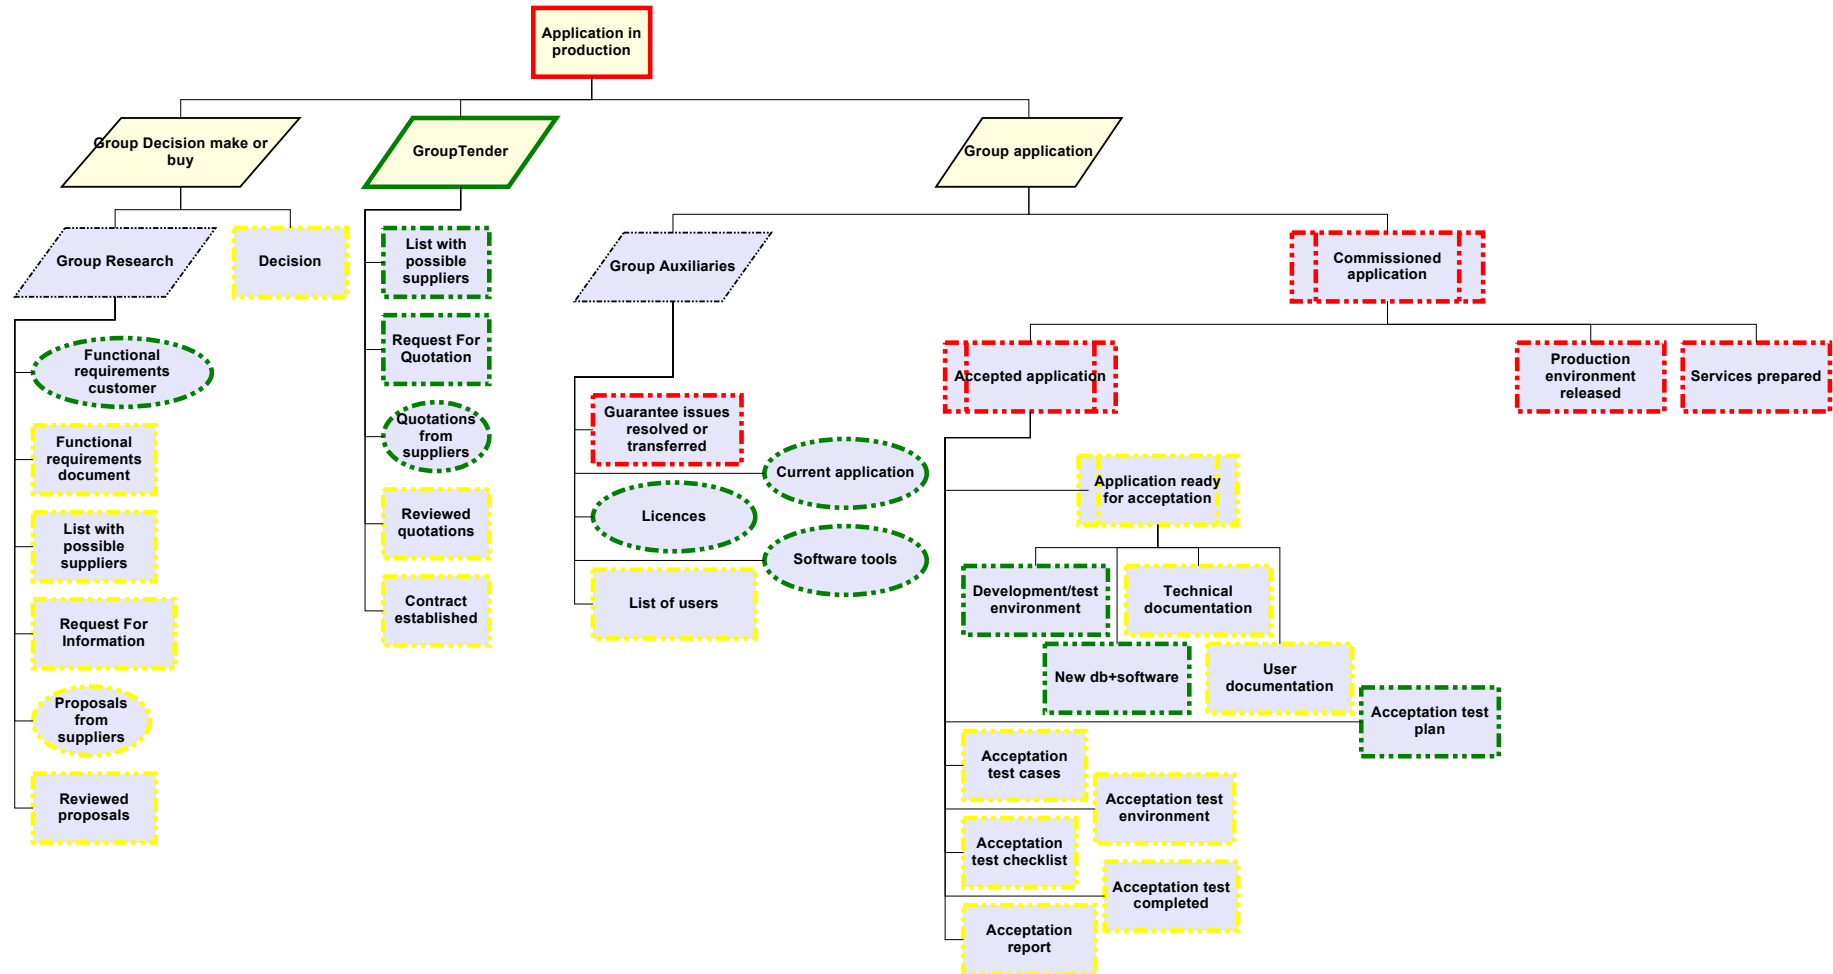 Application in
production
Group Decision make or
buy
GroupTender
Group application
Group Research
Decision
List with
possible
suppliers
Group Auxiliaries
Commissioned
application
Functional
requirements
customer
Request For
Quotation
Accepted application
Production
environment
released
Services prepared
Functional
requirements
document
Quotations
from
suppliers
Guarantee issues
resolved or
transferred
Current application
Application ready
for acceptation
List with
possible
suppliers
Reviewed
quotations
Licences
Software tools
Request For
Information
Contract
established
List of users
Development/test
environment
Technical
documentation
New db+software
User
documentation
Proposals
from
suppliers
Acceptation test
plan
Reviewed
proposals
Acceptation
test cases
Acceptation test
environment
Acceptation
test checklist
Acceptation test
completed
Acceptation
report